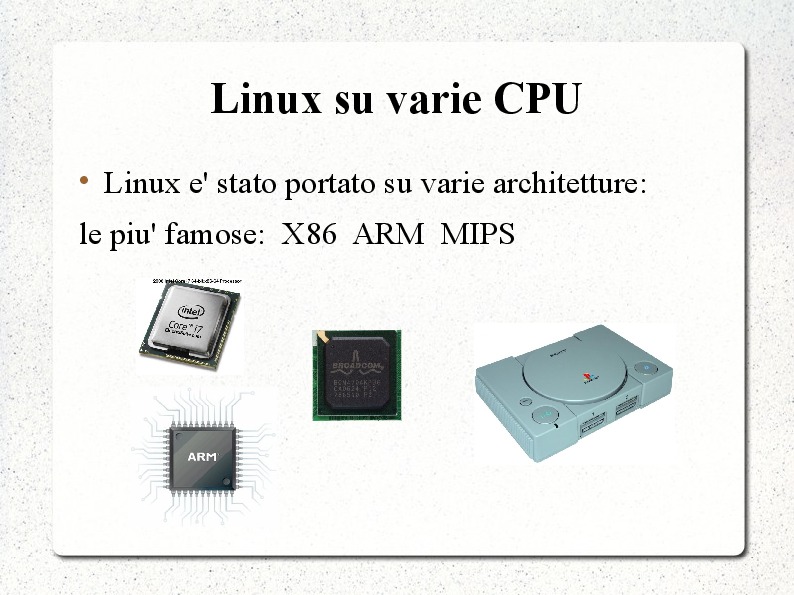 Linux su varie CPU
Linux e' stato portato su varie architetture:
le piu' famose: X86 ARM MIPS
intel
Core™ i7
BROADCOM
ARM
SONY